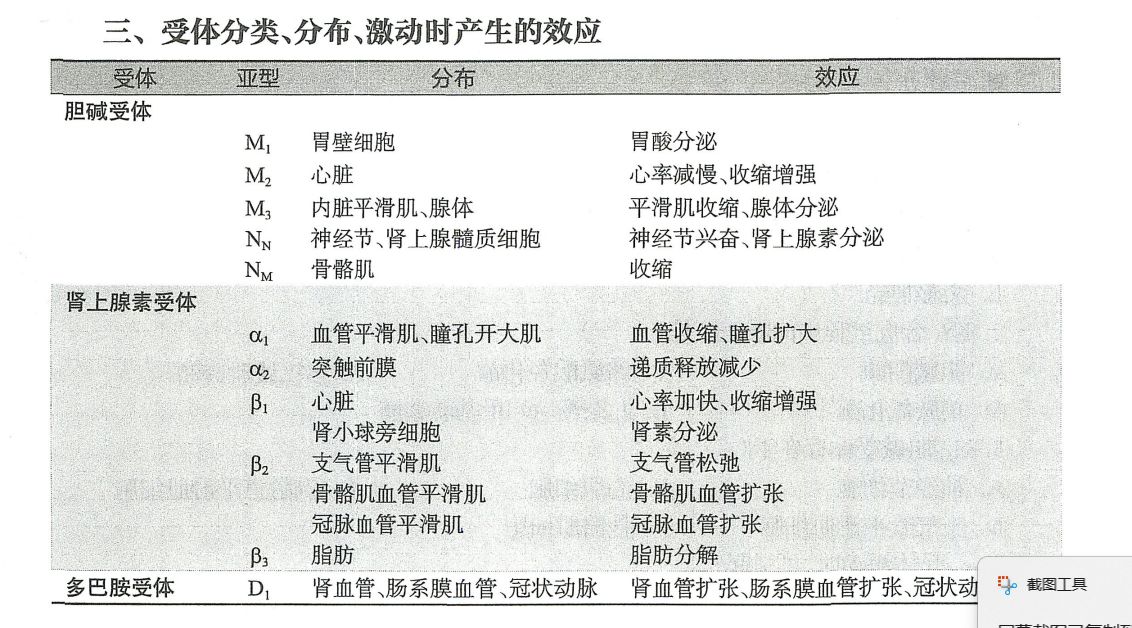 三、受体分类、分布、激动时产生的效应
受体 亚型 分布 效应
胆碱受体
M₁ 胃壁细胞 胃酸分泌
M₂ 心脏 心率减慢、收缩增强
M₃ 内脏平滑肌、腺体 平滑肌收缩、腺体分泌
N_N 神经节、肾上腺髓质细胞 神经节兴奋、肾上腺素分泌
N_M 骨骼肌 收缩
肾上腺素受体
α₁ 血管平滑肌、瞳孔开大肌 血管收缩、瞳孔扩大
α₂ 突触前膜 递质释放减少
β₁ 心脏 心率加快、收缩增强
肾小球旁细胞 肾素分泌
β₂ 支气管平滑肌 支气管松弛
骨骼肌血管平滑肌 骨骼肌血管扩张
冠脉血管平滑肌 冠脉血管扩张
β₃ 脂肪 脂肪分解
多巴胺受体 D₁ 肾血管、肠系膜血管、冠状动脉 肾血管扩张、肠系膜血管扩张、冠状动
截图工具